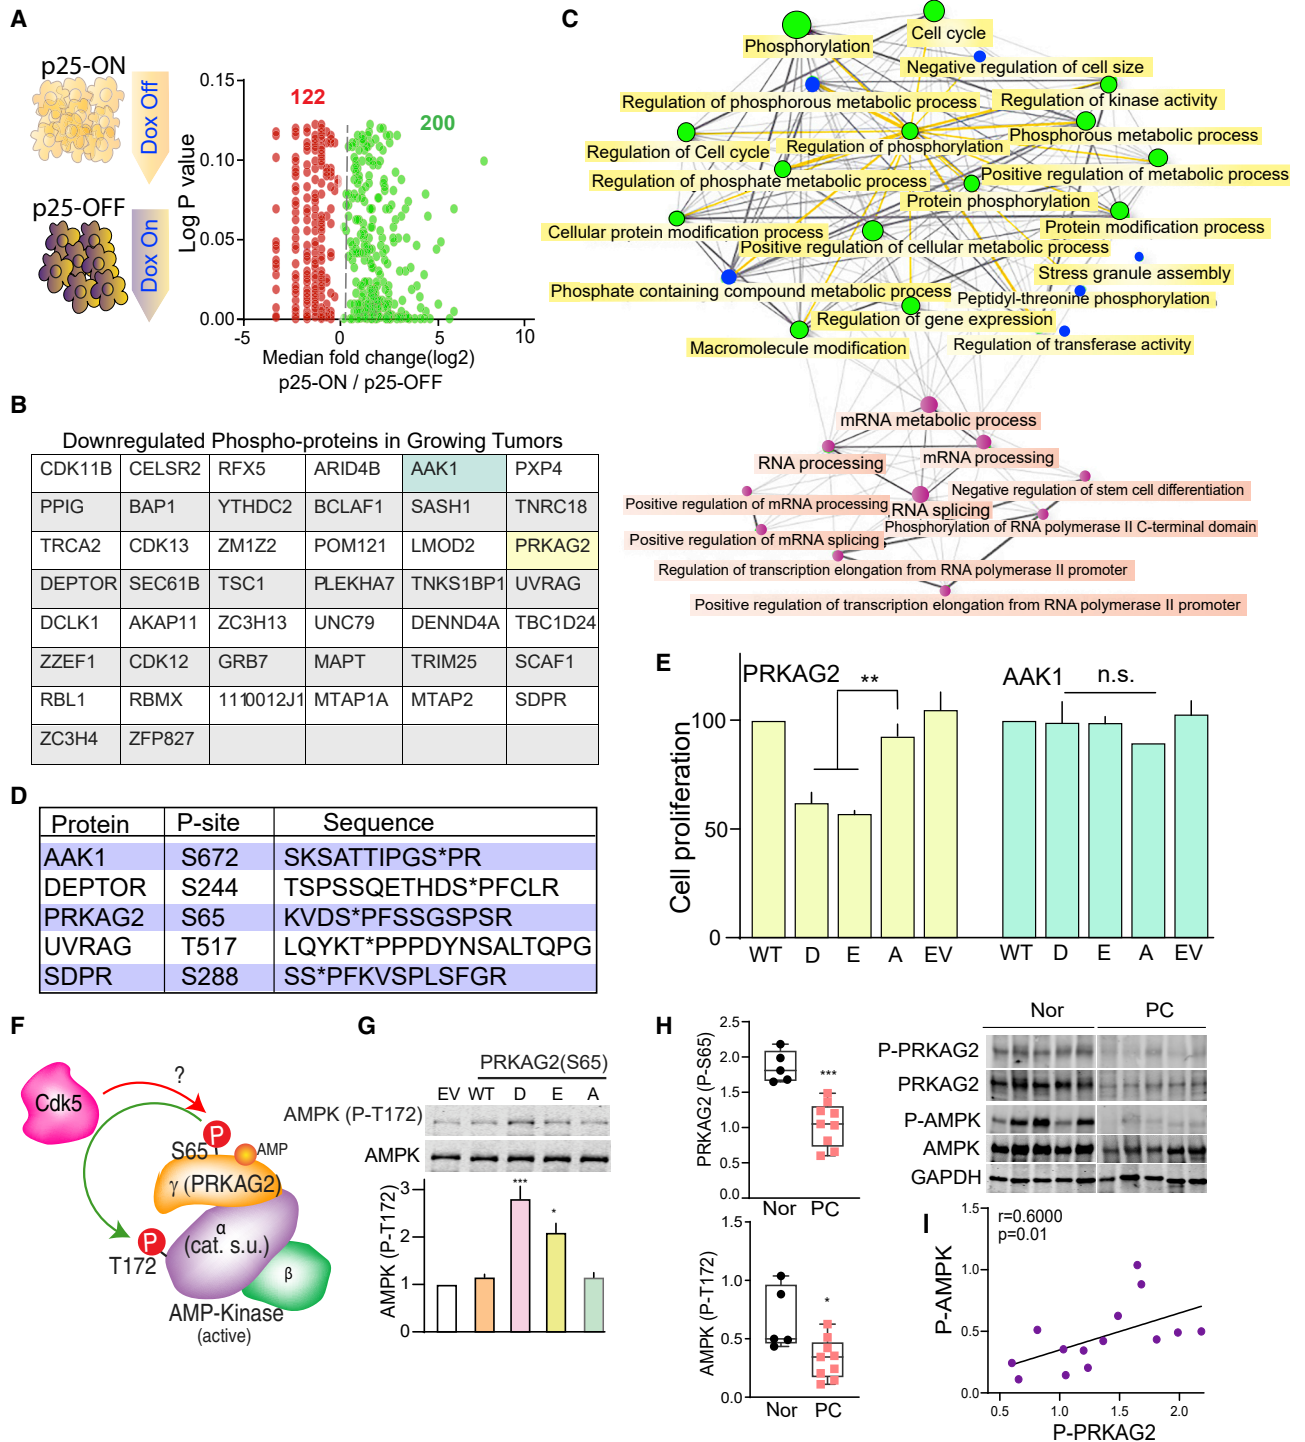 A
p25-ON
Dox Off
p25-OFF
Dox On
Log P value
0.15
0.10
0.05
0.00
122
200
-5
0
5
10
Median fold change(log2)
p25-ON / p25-OFF
B
Downregulated Phospho-proteins in Growing Tumors
CDK11B CELSR2 RFX5 ARID4B AAK1 PXP4
PPIG BAP1 YTHDC2 BCLAF1 SASH1 TNRC18
TRCA2 CDK13 ZM1Z2 POM121 LMOD2 PRKAG2
DEPTOR SEC61B TSC1 PLEKHA7 TNKS1BP1 UVRAG
DCLK1 AKAP11 ZC3H13 UNC79 DENND4A TBC1D24
ZZEF1 CDK12 GRB7 MAPT TRIM25 SCAF1
RBL1 RBMX 1110012J1 MTAP1A MTAP2 SDPR
ZC3H4 ZFP827
C
Phosphorylation
Cell cycle
Negative regulation of cell size
Regulation of phosphorous metabolic process
Regulation of kinase activity
Phosphorous metabolic process
Regulation of Cell cycle
Regulation of phosphorylation
Regulation of phosphate metabolic process
Positive regulation of metabolic process
Protein phosphorylation
Cellular protein modification process
Protein modification process
Positive regulation of cellular metabolic process
Stress granule assembly
Phosphate containing compound metabolic process
Peptidyl-threonine phosphorylation
Regulation of gene expression
Macromolecule modification
Regulation of transferase activity
mRNA metabolic process
RNA processing
mRNA processing
Positive regulation of mRNA processing
Negative regulation of stem cell differentiation
RNA splicing
Phosphorylation of RNA polymerase II C-terminal domain
Positive regulation of mRNA splicing
Regulation of transcription elongation from RNA polymerase II promoter
Positive regulation of transcription elongation from RNA polymerase II promoter
D
Protein P-site Sequence
AAK1 S672 SKSATTIPGS*PR
DEPTOR S244 TSPSSQETHDS*PFCLR
PRKAG2 S65 KVDS*PFSSGSPSR
UVRAG T517 LQYKT*PPPDYNSALTQPG
SDPR S288 SS*PFKVSPLSFGR
E
Cell proliferation
100
50
0
PRKAG2
**
WT D E A EV
AAK1
n.s.
WT D E A EV
F
Cdk5
?
P
S65
AMP
γ (PRKAG2)
α
(cat. s.u.)
P
T172
β
AMP-Kinase
(active)
G
PRKAG2(S65)
EV WT D E A
AMPK (P-T172)
AMPK
AMPK (P-T172)
3
2
1
0
***
*
H
PRKAG2 (P-S65)
2.5
2.0
1.5
1.0
0.5
0.0
***
Nor PC
AMPK (P-T172)
1.5
1.0
0.5
0.0
*
Nor PC
Nor PC
P-PRKAG2
PRKAG2
P-AMPK
AMPK
GAPDH
I
r=0.6000
p=0.01
P-AMPK
1.5
1.0
0.5
0.0
0.5 1.0 1.5 2.0
P-PRKAG2